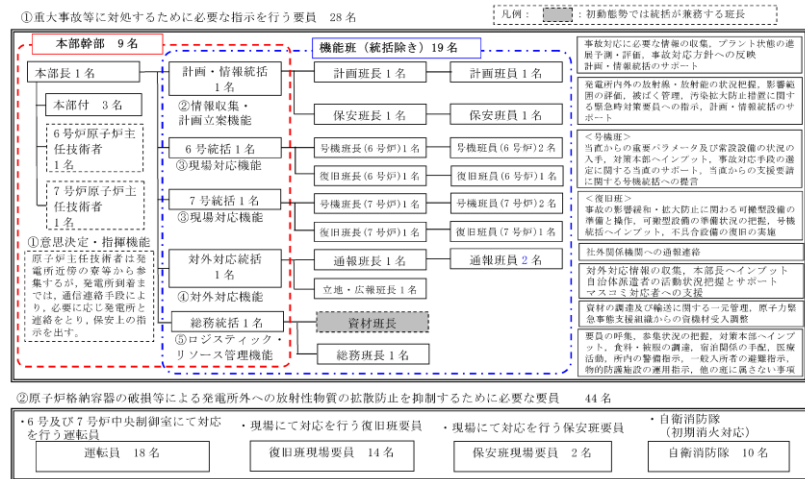 ①重大事故等に対処するために必要な指示を行う要員　28名
凡例：　：初動態勢では統括が兼務する班長
本部幹部　9名
機能班（統括除き）19名
本部長1名
本部付　3名
6号炉原子炉主
任技術者
1名
7号炉原子炉主
任技術者
1名
①意思決定・指揮機能
原子炉主任技術者は発
電所近傍の寮等から参
集するが，発電所到着ま
では，通信連絡手段によ
り，必要に応じ発電所と
連絡をとり，保安上の指
示を出す。
計画・情報統括
1名
②情報収集・
計画立案機能
6号統括1名
③現場対応機能
7号統括1名
③現場対応機能
対外対応統括
1名
④対外対応機能
総務統括1名
⑤ロジスティック・
リソース管理機能
計画班長1名
計画班員1名
保安班長1名
保安班員1名
号機班長(6号炉)1名
号機班員(6号炉)2名
復旧班長(6号炉)1名
復旧班員(6号炉)1名
号機班長(7号炉)1名
号機班員(7号炉)2名
復旧班長(7号炉)1名
復旧班員(7号炉)1名
通報班長1名
通報班員2名
立地・広報班長1名
資材班長
総務班長1名
事故対応に必要な情報の収集，プラント状態の進
展予測・評価，事故対応方針への反映
計画・情報統括のサポート
発電所内外の放射線・放射能の状況把握，影響範
囲の評価，被ばく管理，汚染拡大防止措置に関す
る緊急時対策要員への指示，計画・情報統括のサ
ポート
＜号機班＞
当直からの重要パラメータ及び常設設備の状況の
入手，対策本部へインプット，事故対応手段の選
定に関する当直のサポート，当直からの支援要
請に関する号機統括への提言
＜復旧班＞
事故の影響緩和・拡大防止に関わる可搬型設備の
準備と操作，可搬型設備の準備状況の把握，号機
統括へインプット，不具合設備の復旧の実施
社外関係機関への通報連絡
対外対応情報の収集，本部長へインプット
自治体派遣者の活動状況把握とサポート
マスコミ対応者への支援
資材の調達及び輸送に関する一元管理，原子力緊
急事態支援組織からの資機材受入調整
要員の呼集，参集状況の把握，対策本部へインプ
ット，食料・被服の調達，宿泊関係の手配，医療
活動，所内の警備指示，一般入所者の避難指示，
物的防護施設の運用指示，他の班に属さない事項
②原子炉格納容器の破損等による発電所外への放射性物質の拡散防止を抑制するために必要な要員　44名
・6号及び7号炉中央制御室にて対応
を行う運転員
運転員　18名
・現場にて対応を行う復旧班要員
復旧班現場要員　14名
・現場にて対応を行う保安班要員
保安班現場要員　2名
・自衛消防隊
（初期消火対応）
自衛消防隊　10名